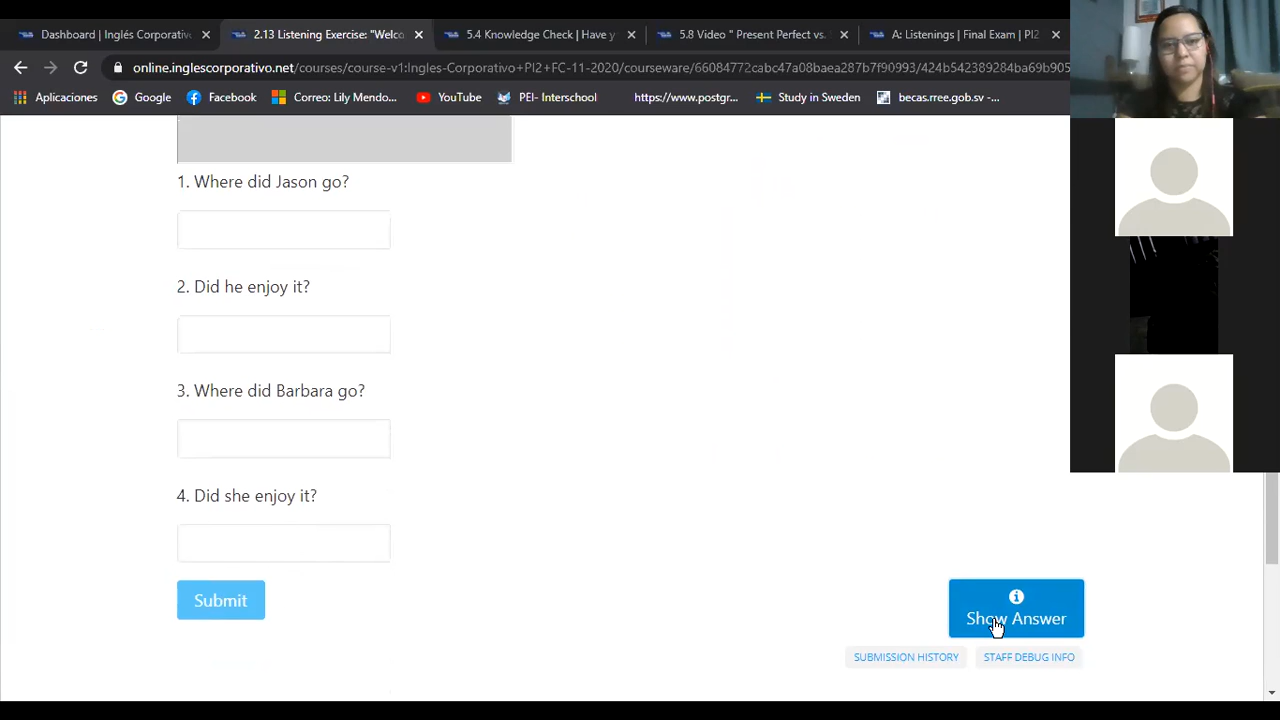 Dashboard | Inglés Corporativo
2.13 Listening Exercise: "Welco
5.4 Knowledge Check | Have y
5.8 Video " Present Perfect vs.
A: Listenings | Final Exam | PI2
online.inglescorporativo.net/courses/course-v1:Ingles-Corporativo+PI2+FC-11-2020/courseware/66084772cabc47a08baea287b7f90993/424b542389284ba69b905
Aplicaciones
Google
Facebook
Correo: Lily Mendo...
YouTube
PEI- Interschool
https://www.postgr...
Study in Sweden
becas.rree.gob.sv -...
1. Where did Jason go?
2. Did he enjoy it?
3. Where did Barbara go?
4. Did she enjoy it?
Submit
Show Answer
SUBMISSION HISTORY
STAFF DEBUG INFO